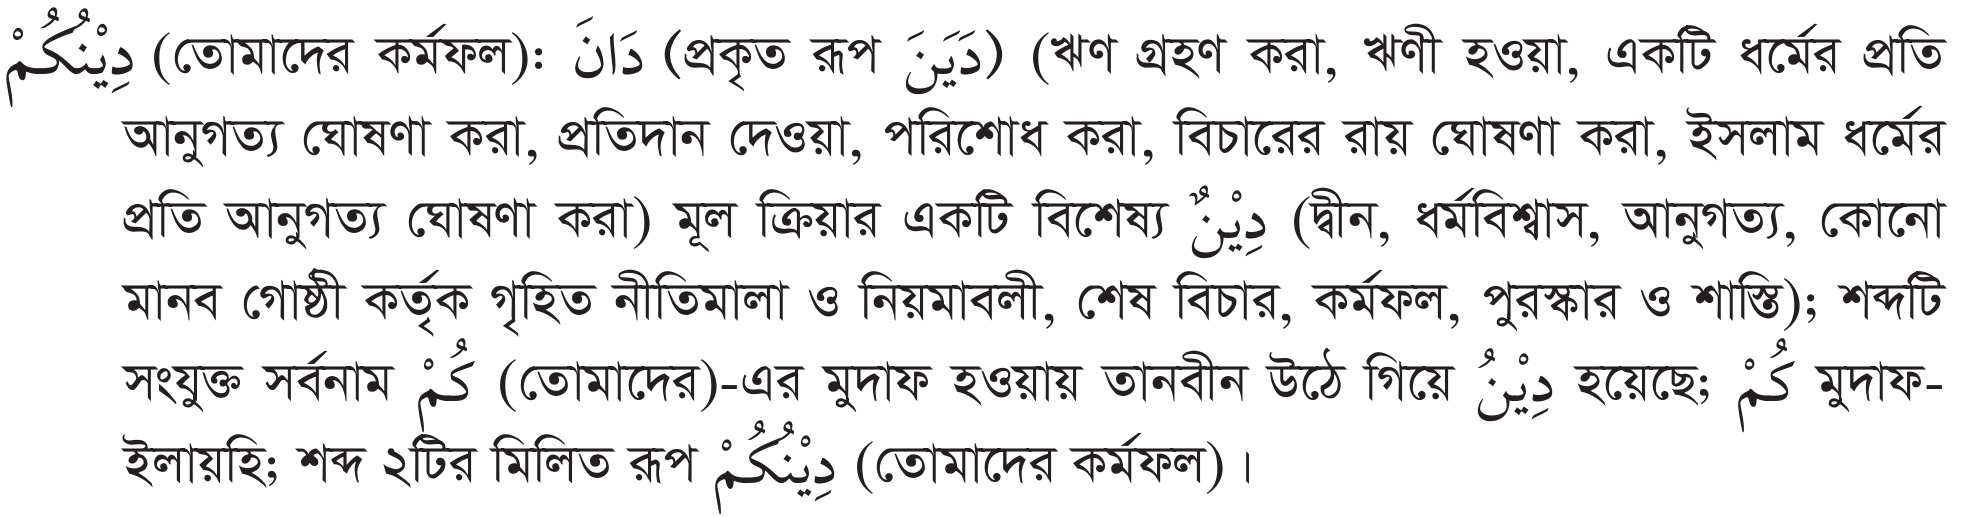 دِيْنُكُمْ (তোমাদের কর্মফল): دَانَ (প্রকৃত রূপ دَيَنَ) (ঋণ গ্রহণ করা, ঋণী হওয়া, একটি ধর্মের প্রতি
আনুগত্য ঘোষণা করা, প্রতিদান দেওয়া, পরিশোধ করা, বিচারের রায় ঘোষণা করা, ইসলাম ধর্মের
প্রতি আনুগত্য ঘোষণা করা) মূল ক্রিয়ার একটি বিশেষ্য دِيْنٌ (দ্বীন, ধর্মবিশ্বাস, আনুগত্য, কোনো
মানব গোষ্ঠী কর্তৃক গৃহিত নীতিমালা ও নিয়মাবলী, শেষ বিচার, কর্মফল, পুরস্কার ও শাস্তি); শব্দটি
সংযুক্ত সর্বনাম كُمْ (তোমাদের)-এর মুদাফ হওয়ায় তানবীন উঠে গিয়ে دِيْنُ হয়েছে; كُمْ মুদাফ-
ইলায়হি; শব্দ ২টির মিলিত রূপ دِيْنُكُمْ (তোমাদের কর্মফল)।